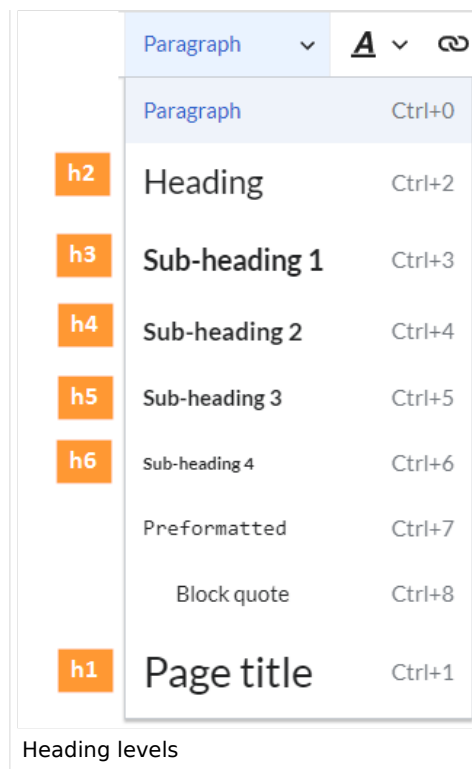 Paragraph A
Paragraph Ctrl+0
h2 Heading Ctrl+2
h3 Sub-heading 1 Ctrl+3
h4 Sub-heading 2 Ctrl+4
h5 Sub-heading 3 Ctrl+5
h6 Sub-heading 4 Ctrl+6
Preformatted Ctrl+7
Block quote Ctrl+8
h1 Page title Ctrl+1
Heading levels